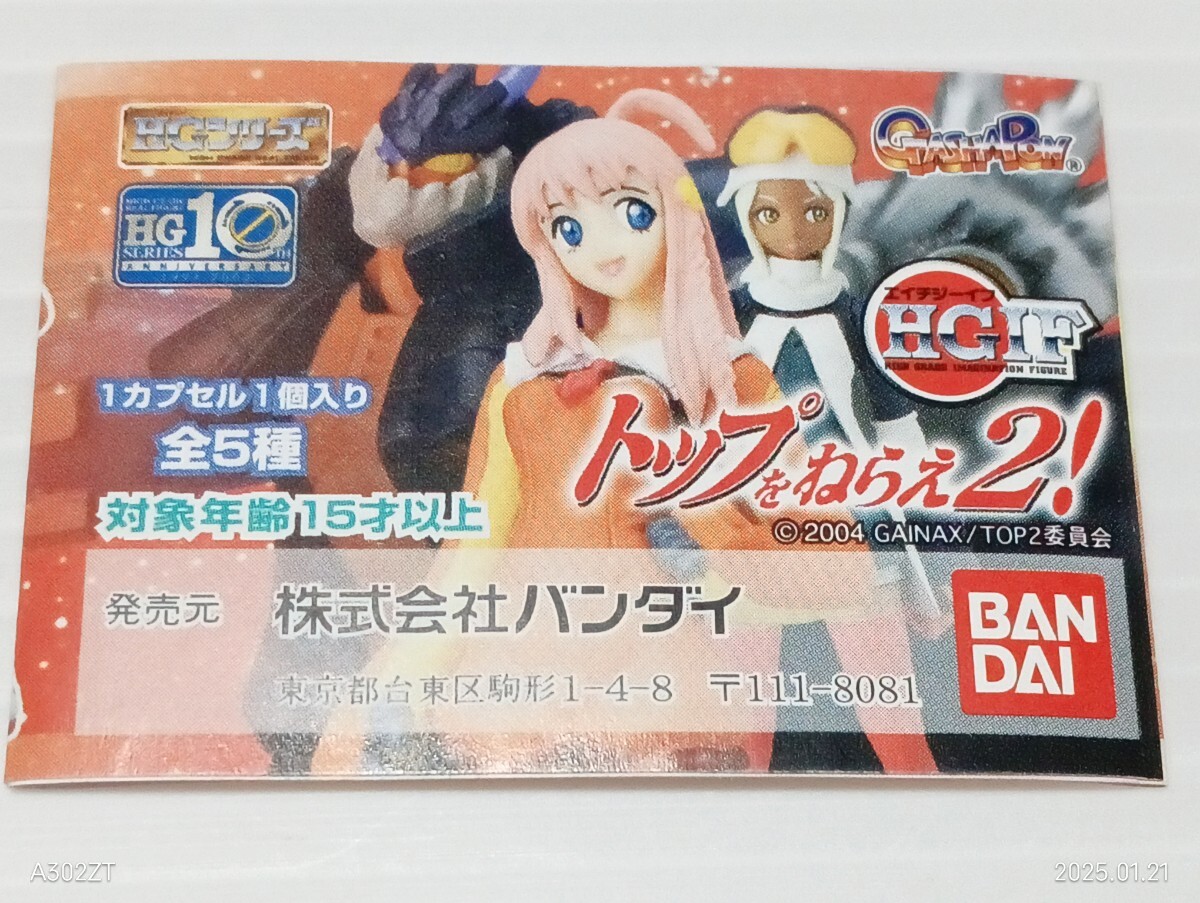 HGシリーズ
GASHAPON®
HG SERIES 10TH
ANNIVERSARY
エイチジーイフ
HGIF
HIGH GRADE IMAGINATION FIGURE
1カプセル1個入り
全5種
対象年齢15才以上
トップをねらえ2!
© 2004 GAINAX/TOP2委員会
発売元 株式会社バンダイ
東京都台東区駒形1-4-8 〒111-8081
BAN
DAI
A302ZT
2025.01.21